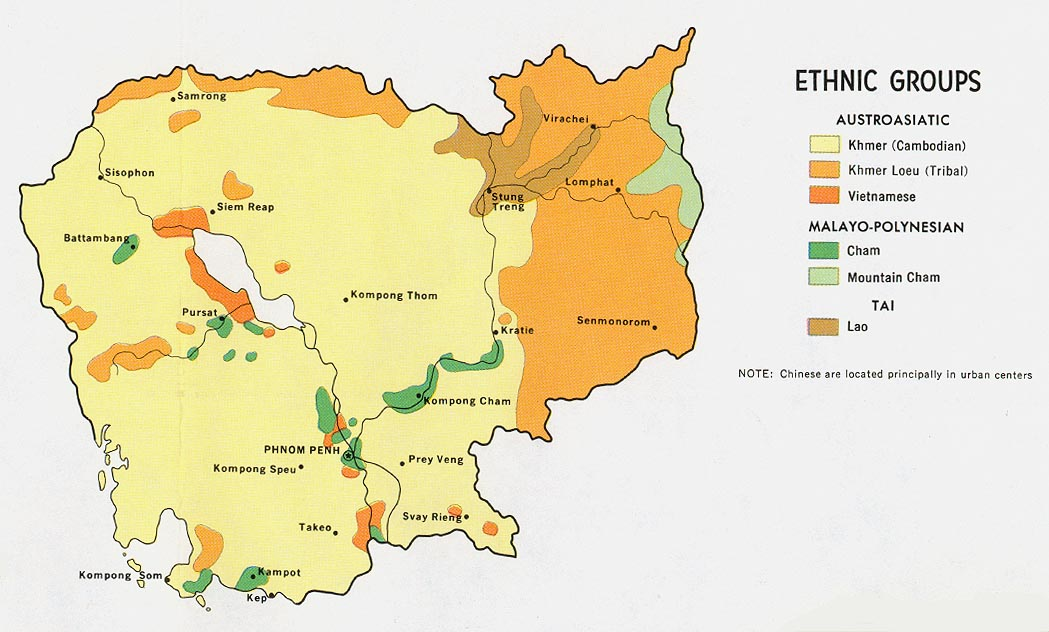 ETHNIC GROUPS
AUSTROASIATIC
Khmer (Cambodian)
Khmer Loeu (Tribal)
Vietnamese
MALAYO-POLYNESIAN
Cham
Mountain Cham
TAI
Lao
NOTE: Chinese are located principally in urban centers
Samrong
Virachei
Sisophon
Lomphat
Stung
Treng
Siem Reap
Battambang
Kompong Thom
Pursat
Senmonorom
Kratie
Kompong Cham
PHNOM PENH
Prey Veng
Kompong Speu
Svay Rieng
Takeo
Kompong Som
Kampot
Kep